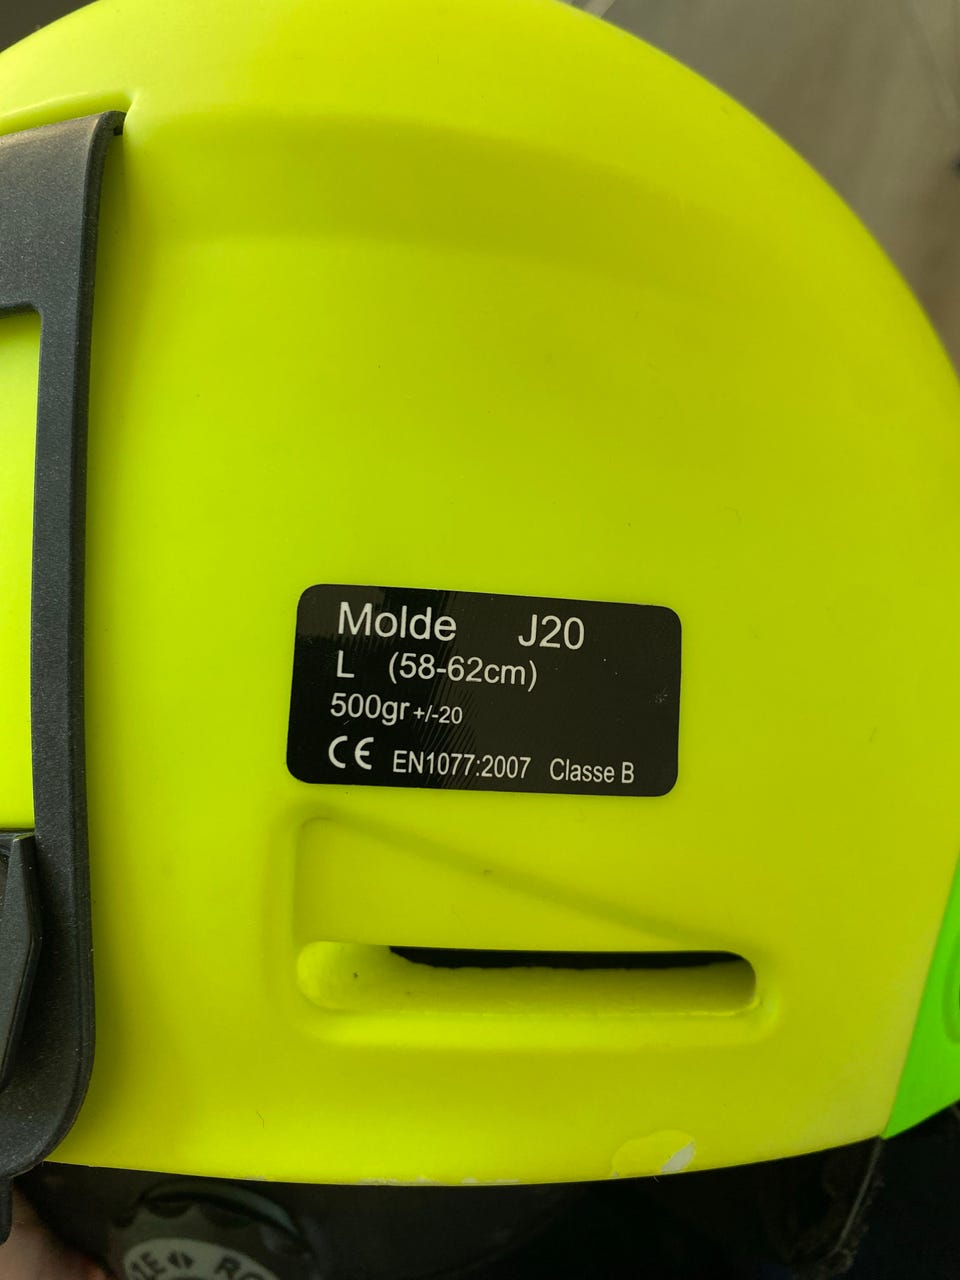 Molde J20
L (58-62cm)
500gr +/-20
CE EN1077:2007 Classe B